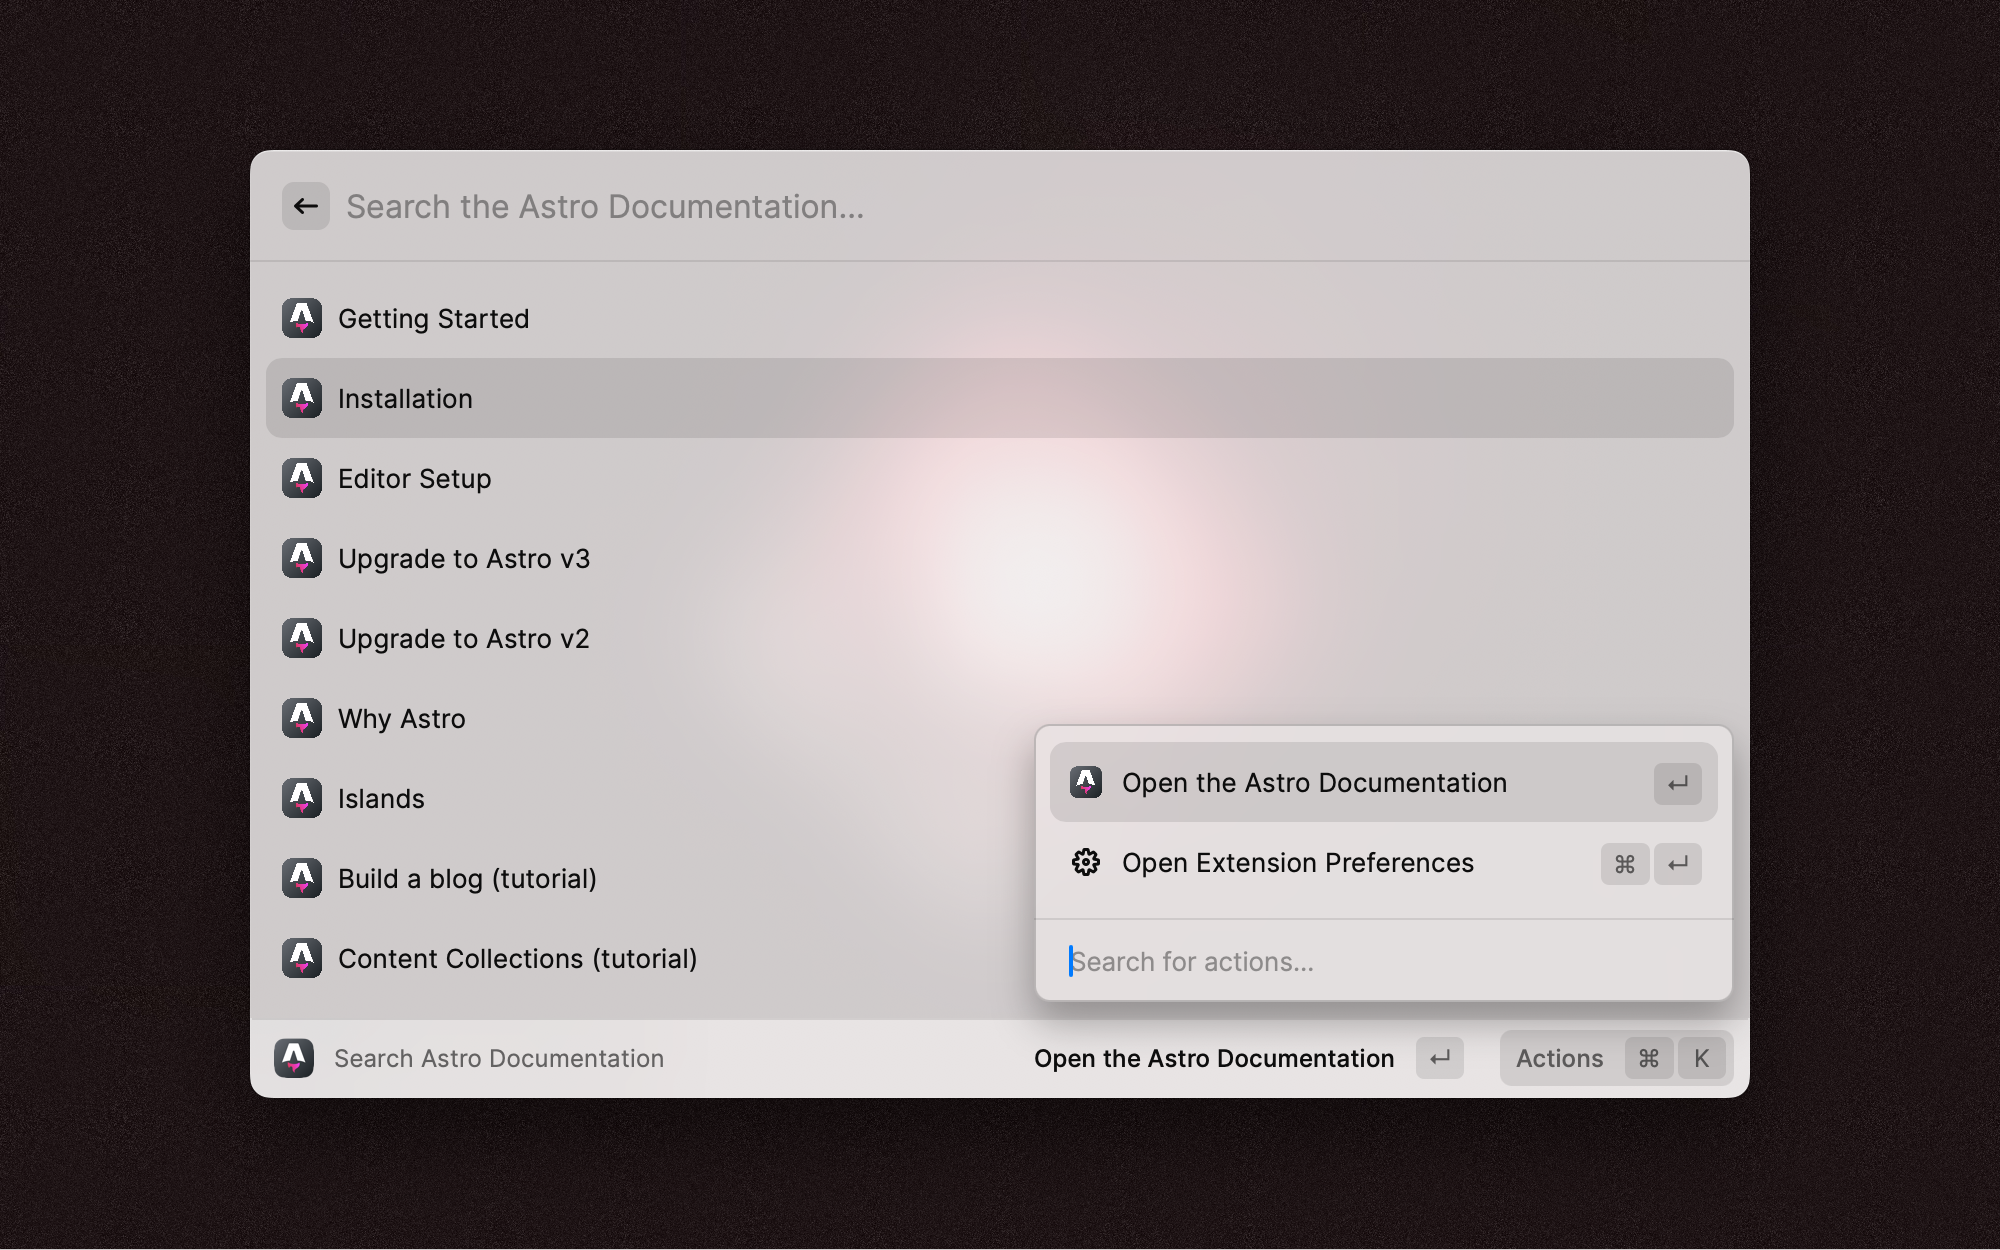 Search the Astro Documentation...
Getting Started
Installation
Editor Setup
Upgrade to Astro v3
Upgrade to Astro v2
Why Astro
Islands
Build a blog (tutorial)
Content Collections (tutorial)
Open the Astro Documentation ↵
Open Extension Preferences ⌘ ↵
Search for actions...
Search Astro Documentation
Open the Astro Documentation ↵
Actions ⌘ K